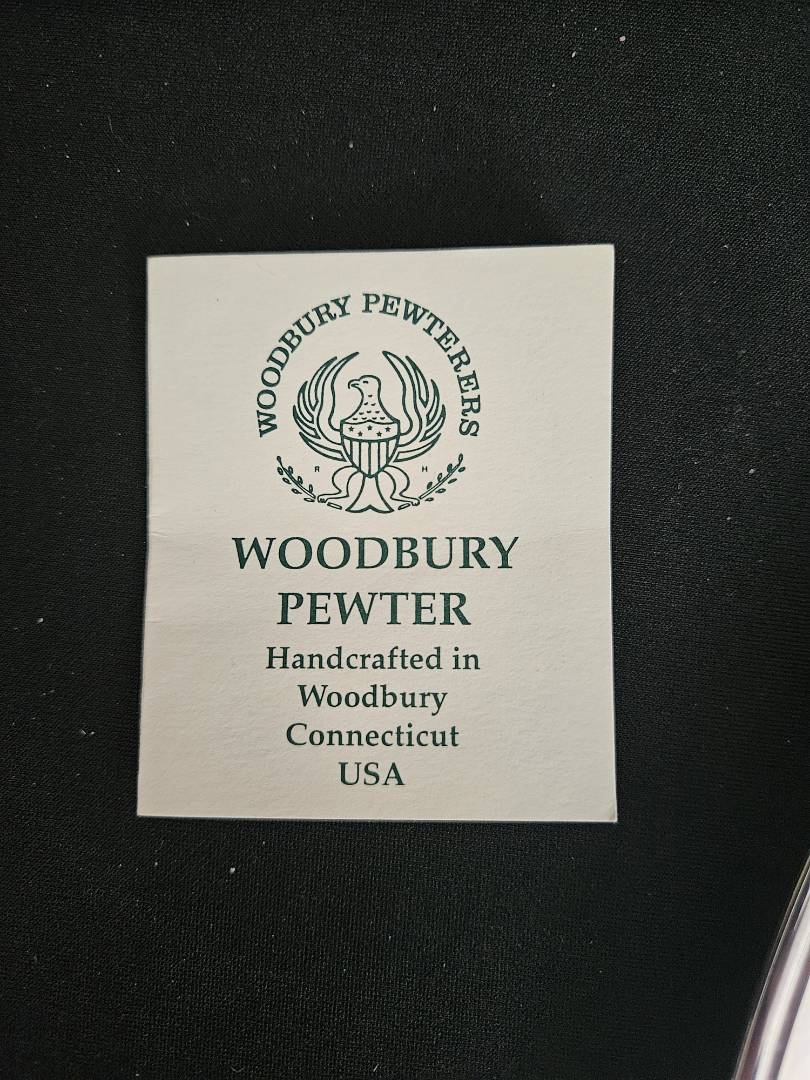 WOODBURY PEWTERERS
R H
WOODBURY
PEWTER
Handcrafted in
Woodbury
Connecticut
USA